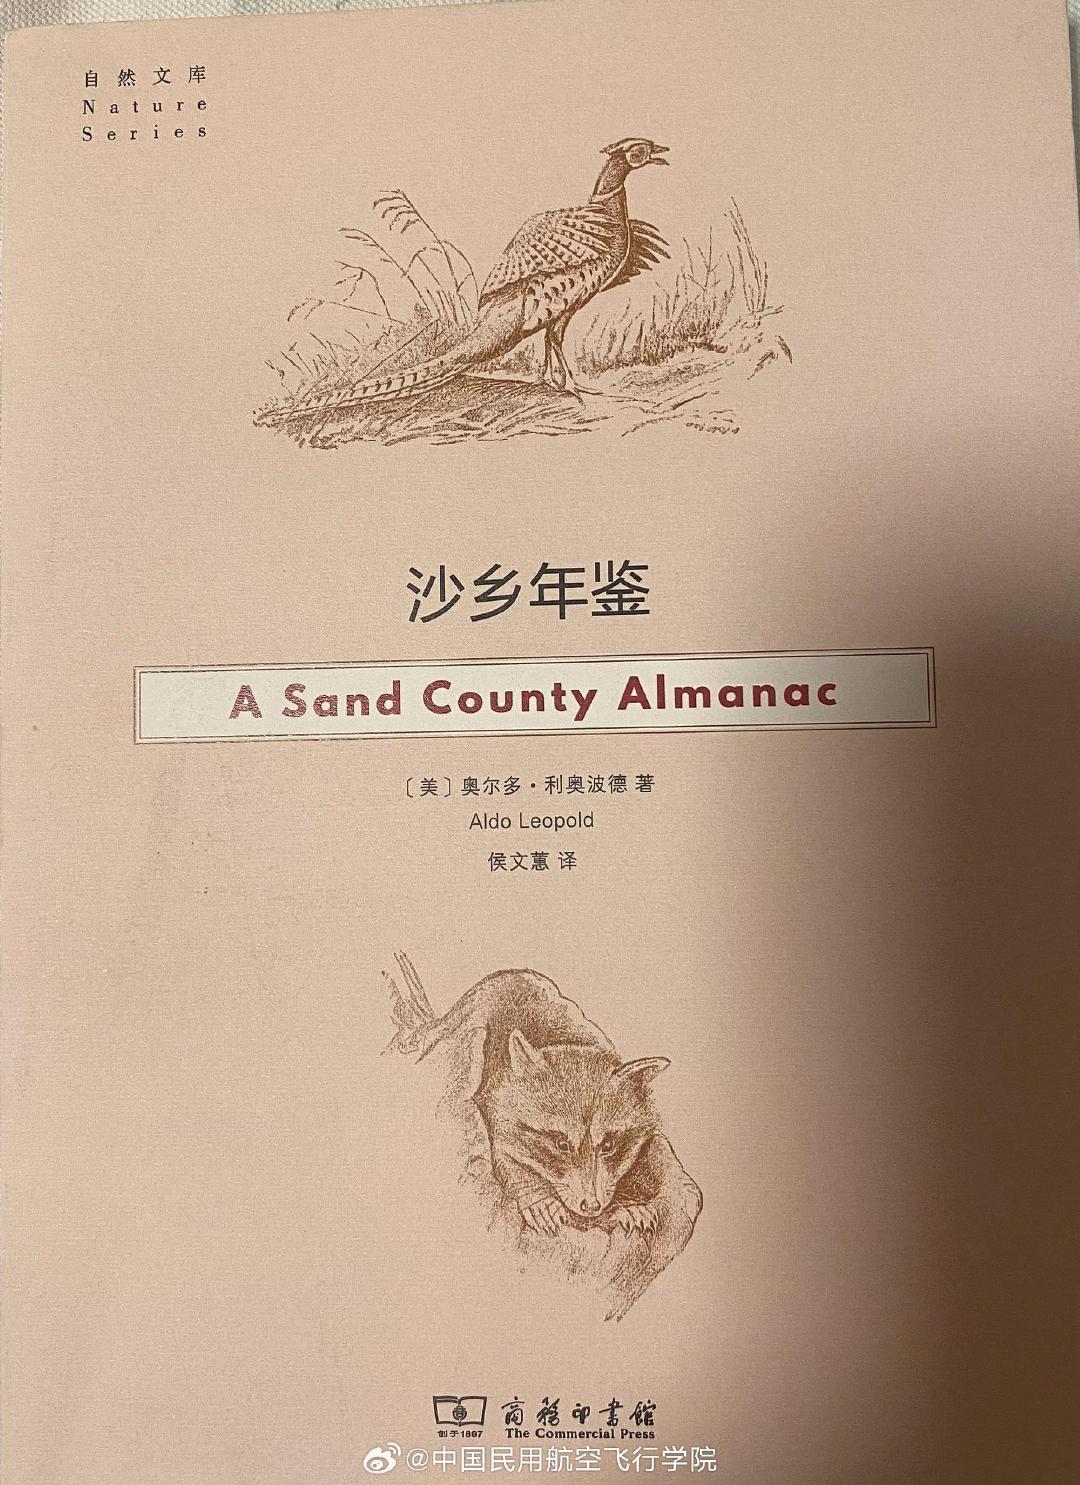 自然文库
Nature
Series
沙乡年鉴
A Sand County Almanac
〔美〕奥尔多·利奥波德 著
Aldo Leopold
侯文蕙 译
创于1897
商務印書館
The Commercial Press
@中国民用航空飞行学院